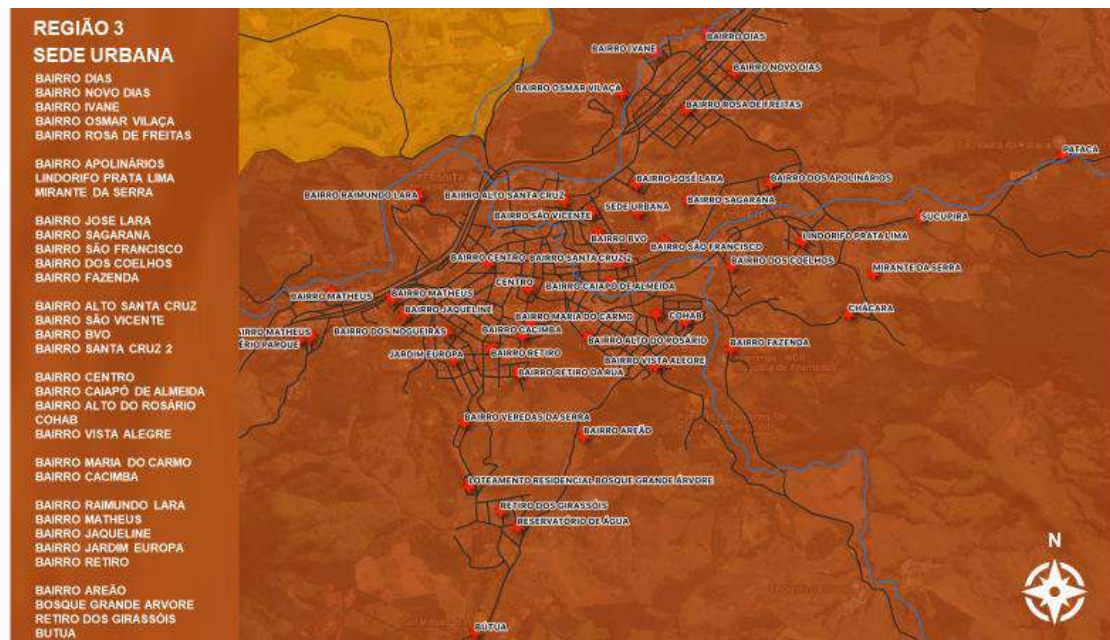 REGIÃO 3
SEDE URBANA
BAIRRO DIAS
BAIRRO NOVO DIAS
BAIRRO IVANE
BAIRRO OSMAR VILAÇA
BAIRRO ROSA DE FREITAS
BAIRRO APOLINÁRIOS
LINDORIFO PRATA LIMA
MIRANTE DA SERRA
BAIRRO JOSE LARA
BAIRRO SAGARANA
BAIRRO SÃO FRANCISCO
BAIRRO DOS COELHOS
BAIRRO FAZENDA
BAIRRO ALTO SANTA CRUZ
BAIRRO SÃO VICENTE
BAIRRO BVO
BAIRRO SANTA CRUZ 2
BAIRRO CENTRO
BAIRRO CAIAPÓ DE ALMEIDA
BAIRRO ALTO DO ROSÁRIO
COHAB
BAIRRO VISTA ALEGRE
BAIRRO MARIA DO CARMO
BAIRRO CACIMBA
BAIRRO RAIMUNDO LARA
BAIRRO MATHEUS
BAIRRO JAQUELINE
BAIRRO JARDIM EUROPA
BAIRRO RETIRO
BAIRRO AREÃO
BOSQUE GRANDE ARVORE
RETIRO DOS GIRASSÓIS
BUTUA
BAIRRO DIAS
BAIRRO IVANE
BAIRRO NOVO DIAS
BAIRRO OSMAR VILAÇA
BAIRRO ROSA DE FREITAS
PATACA
BAIRRO JOSÉ LARA
BAIRRO DOS APOLINÁRIOS
BAIRRO RAIMUNDO LARA
BAIRRO ALTO SANTA CRUZ
BAIRRO SAGARANA
SEDE URBANA
BAIRRO SÃO VICENTE
SUCUPIRA
BAIRRO BVO
LINDORIFO PRATA LIMA
BAIRRO SÃO FRANCISCO
BAIRRO CENTRO
BAIRRO SANTA CRUZ 2
BAIRRO DOS COELHOS
MIRANTE DA SERRA
CENTRO
BAIRRO CAIAPÓ DE ALMEIDA
BAIRRO MATHEUS
BAIRRO MATHEUS
BAIRRO JAQUELINE
CHÁCARA
BAIRRO MARIA DO CARMO
COHAB
BAIRRO MATHEUS
BAIRRO DOS NOGUEIRAS
BAIRRO CACIMBA
PARQUE
BAIRRO ALTO DO ROSÁRIO
BAIRRO FAZENDA
JARDIM EUROPA
BAIRRO RETIRO
BAIRRO VISTA ALEGRE
BAIRRO RETIRO DA RUA
BAIRRO VEREDAS DA SERRA
BAIRRO AREÃO
LOTEAMENTO RESIDENCIAL BOSQUE GRANDE ÁRVORE
RETIRO DOS GIRASSÓIS
RESERVATÓRIO DE ÁGUA
N
BÚTUA